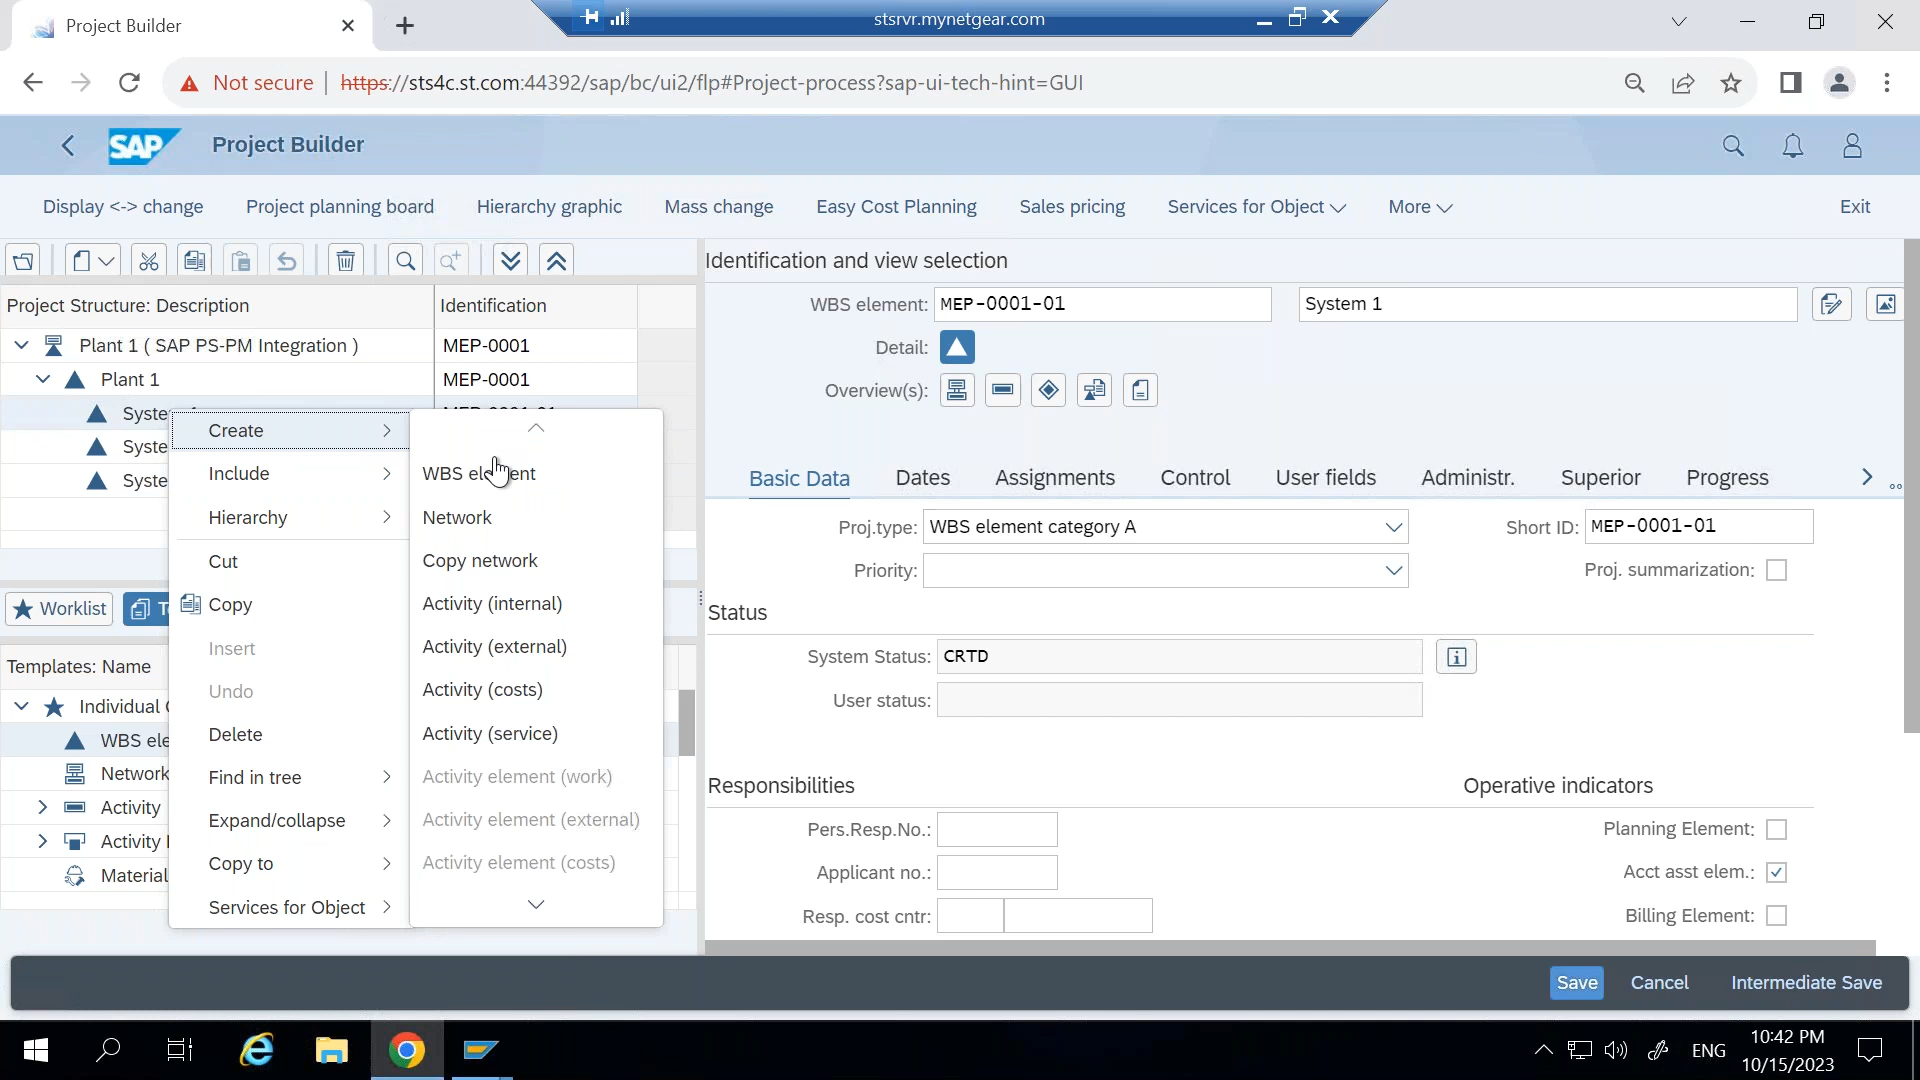 Project Builder
stsrvr.mynetgear.com
Not secure
https://sts4c.st.com:44392/sap/bc/ui2/flp#Project-process?sap-ui-tech-hint=GUI
SAP
Project Builder
Display <-> change
Project planning board
Hierarchy graphic
Mass change
Easy Cost Planning
Sales pricing
Services for Object
More
Exit
Project Structure: Description
Identification
Plant 1 ( SAP PS-PM Integration )
MEP-0001
Plant 1
MEP-0001
Syste
Syste
Syste
Worklist
Templates: Name
Individual
WBS ele
Network
Activity
Activity
Material
Create
Include
Hierarchy
Cut
Copy
Insert
Undo
Delete
Find in tree
Expand/collapse
Copy to
Services for Object
WBS element
Network
Copy network
Activity (internal)
Activity (external)
Activity (costs)
Activity (service)
Activity element (work)
Activity element (external)
Activity element (costs)
Identification and view selection
WBS element: MEP-0001-01 System 1
Detail:
Overview(s):
Basic Data
Dates
Assignments
Control
User fields
Administr.
Superior
Progress
Proj.type: WBS element category A
Short ID: MEP-0001-01
Priority:
Proj. summarization:
Status
System Status: CRTD
User status:
Responsibilities
Operative indicators
Pers.Resp.No.:
Planning Element:
Applicant no.:
Acct asst elem.:
Resp. cost cntr:
Billing Element:
Save
Cancel
Intermediate Save
ENG
10:42 PM
10/15/2023